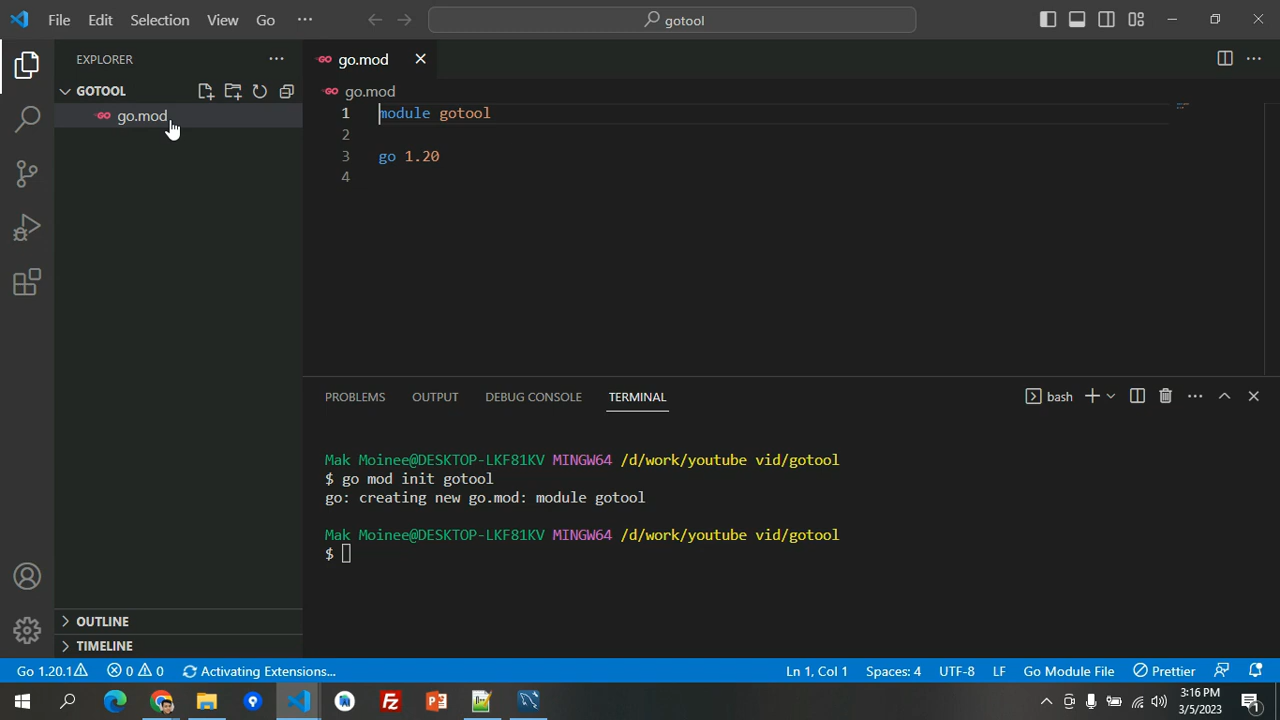 File Edit Selection View Go ··· gotool
EXPLORER ···
GOTOOL
go.mod
go.mod
go.mod
1 module gotool
2
3 go 1.20
4
PROBLEMS OUTPUT DEBUG CONSOLE TERMINAL bash
Mak Moinee@DESKTOP-LKF81KV MINGW64 /d/work/youtube vid/gotool
$ go mod init gotool
go: creating new go.mod: module gotool
Mak Moinee@DESKTOP-LKF81KV MINGW64 /d/work/youtube vid/gotool
$
OUTLINE
TIMELINE
Go 1.20.1 0 0 Activating Extensions... Ln 1, Col 1 Spaces: 4 UTF-8 LF Go Module File Prettier
3:16 PM
3/5/2023